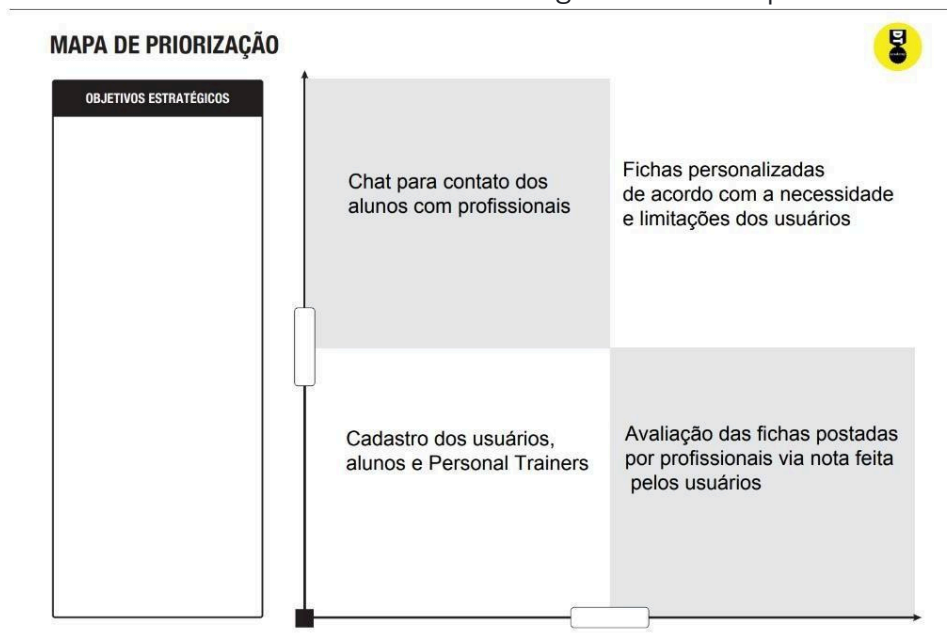 MAPA DE PRIORIZAÇÃO
OBJETIVOS ESTRATÉGICOS
Chat para contato dos
alunos com profissionais
Fichas personalizadas
de acordo com a necessidade
e limitações dos usuários
Cadastro dos usuários,
alunos e Personal Trainers
Avaliação das fichas postadas
por profissionais via nota feita
pelos usuários